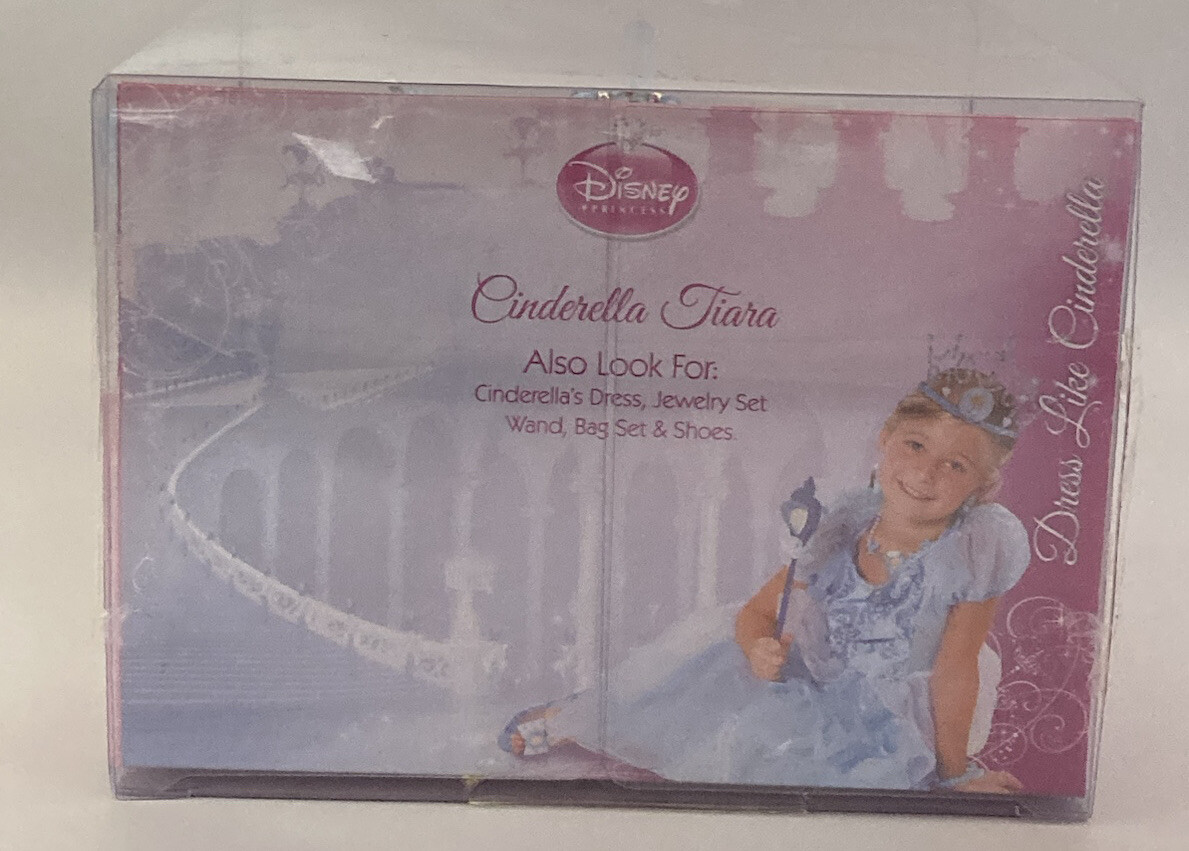 Disney
PRINCESS
Cinderella Tiara
Also Look For:
Cinderella's Dress, Jewelry Set
Wand, Bag Set & Shoes.
Dress Like Cinderella